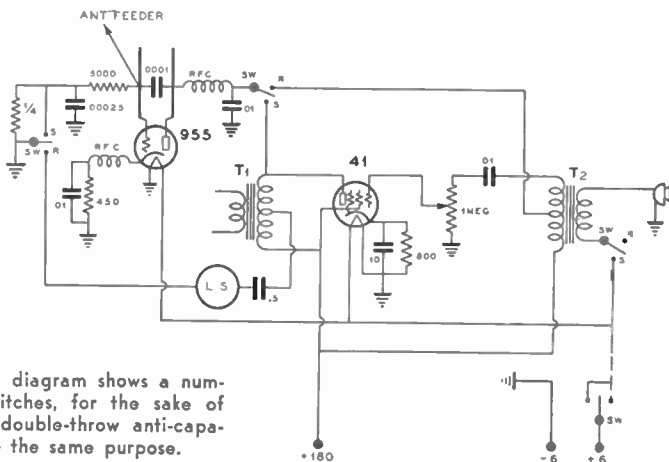 ANT FEEDER
5000
.0001
RFC
SW
R
S
.01
1/4
.00025
S
SW
R
955
RFC
.01
450
T1
41
.01
T2
1 MEG
10
800
SW
R
S
L S
.5
SW
+180
-6
+6
diagram shows a num-
itches, for the sake of
double-throw anti-capa-
the same purpose.